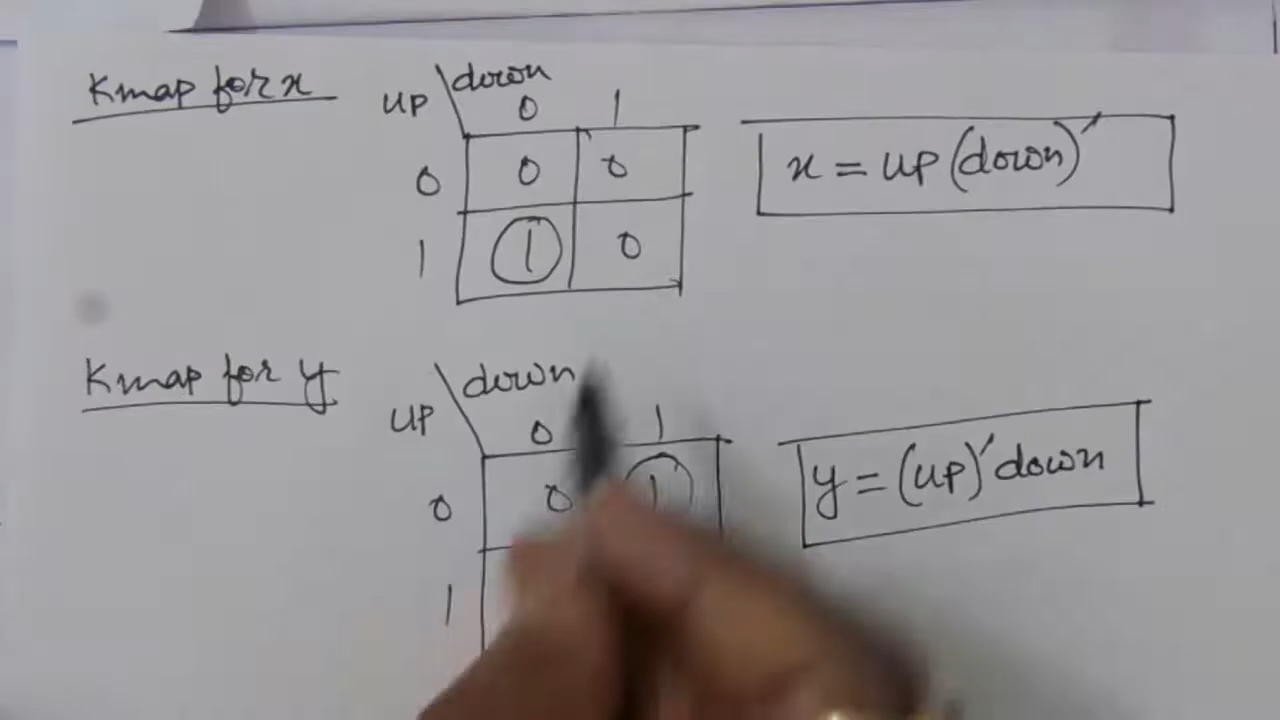 Kmap for x
up \ down
0 1
0 0 0
1 1 0
x = up (down)′
Kmap for y
up \ down
0 1
0 0 1
1
y = (up)′ down